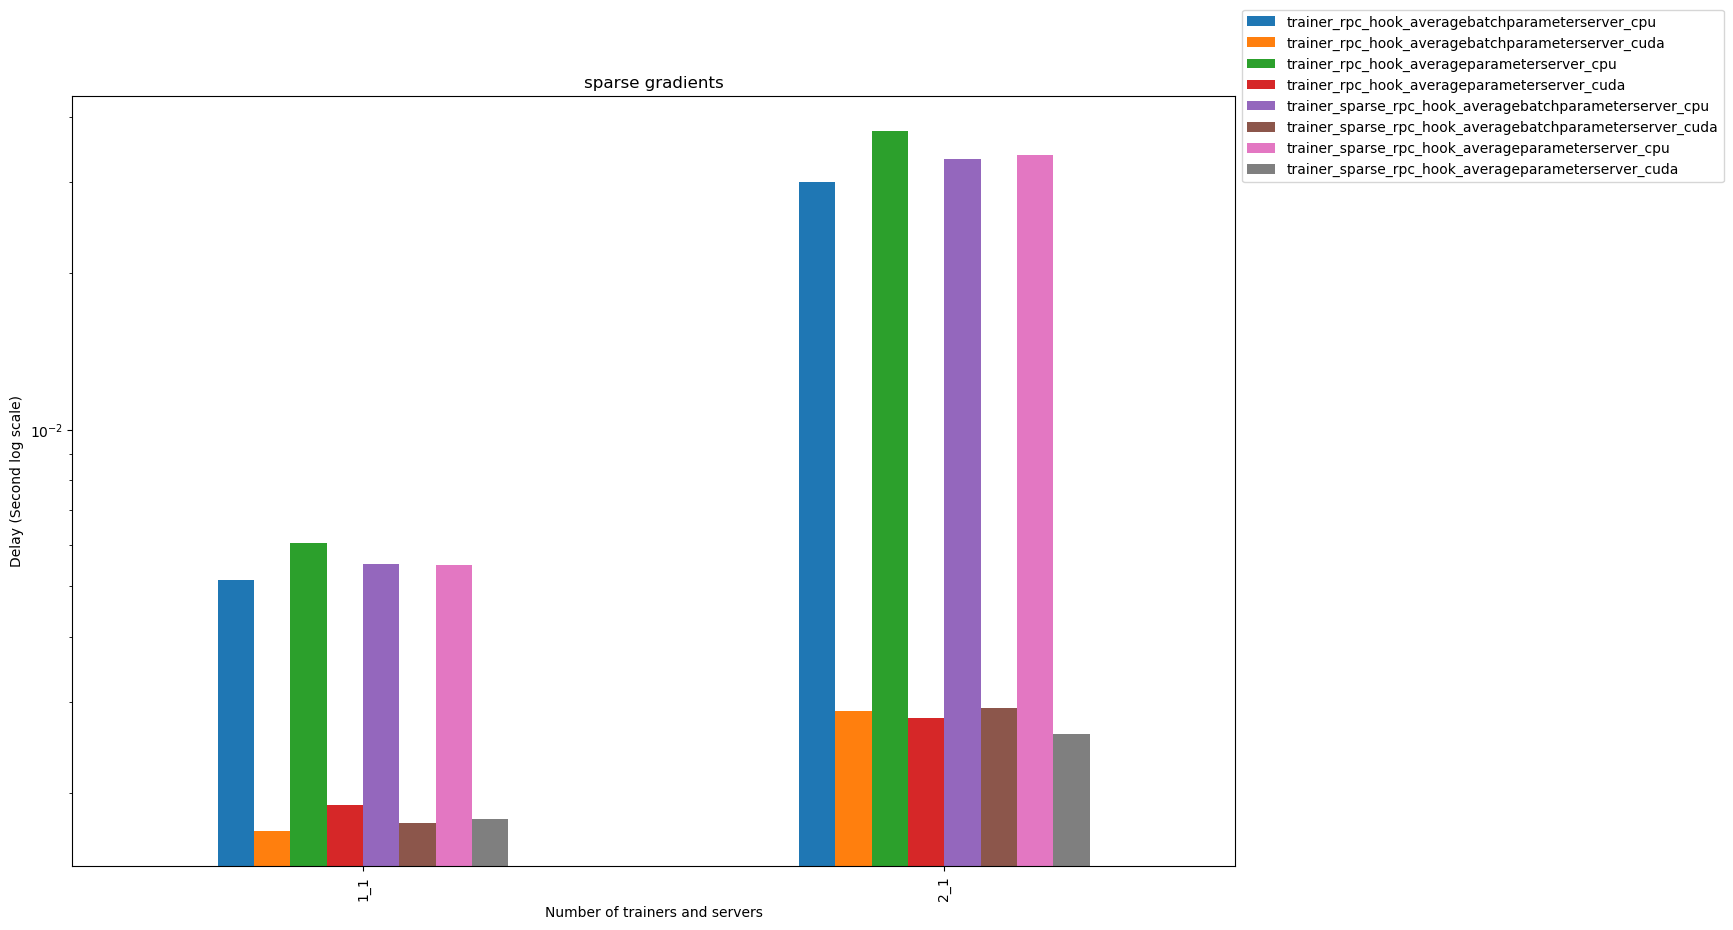 sparse gradients
trainer_rpc_hook_averagebatchparameterserver_cpu
trainer_rpc_hook_averagebatchparameterserver_cuda
trainer_rpc_hook_averageparameterserver_cpu
trainer_rpc_hook_averageparameterserver_cuda
trainer_sparse_rpc_hook_averagebatchparameterserver_cpu
trainer_sparse_rpc_hook_averagebatchparameterserver_cuda
trainer_sparse_rpc_hook_averageparameterserver_cpu
trainer_sparse_rpc_hook_averageparameterserver_cuda
Delay (Second log scale)
10⁻²
1_1
2_1
Number of trainers and servers